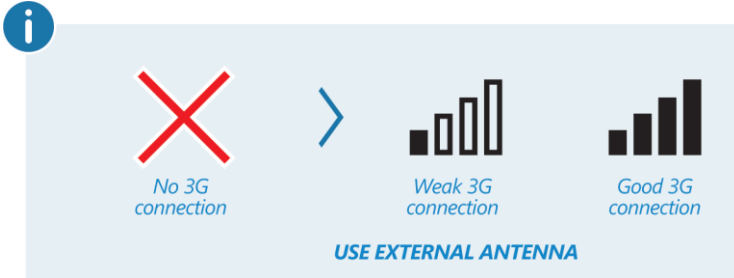 i
No 3G
connection
Weak 3G
connection
Good 3G
connection
USE EXTERNAL ANTENNA